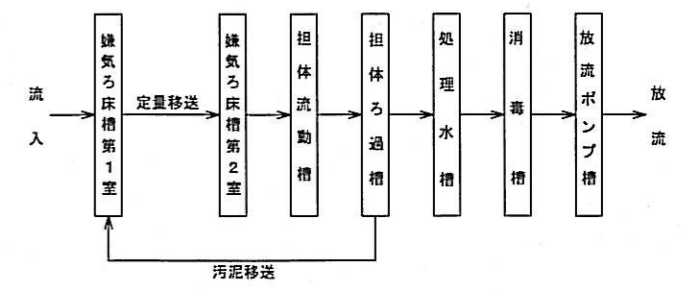 流入
嫌気ろ床槽第1室
定量移送
嫌気ろ床槽第2室
担体流動槽
担体ろ過槽
処理水槽
消毒槽
放流ポンプ槽
放流
汚泥移送